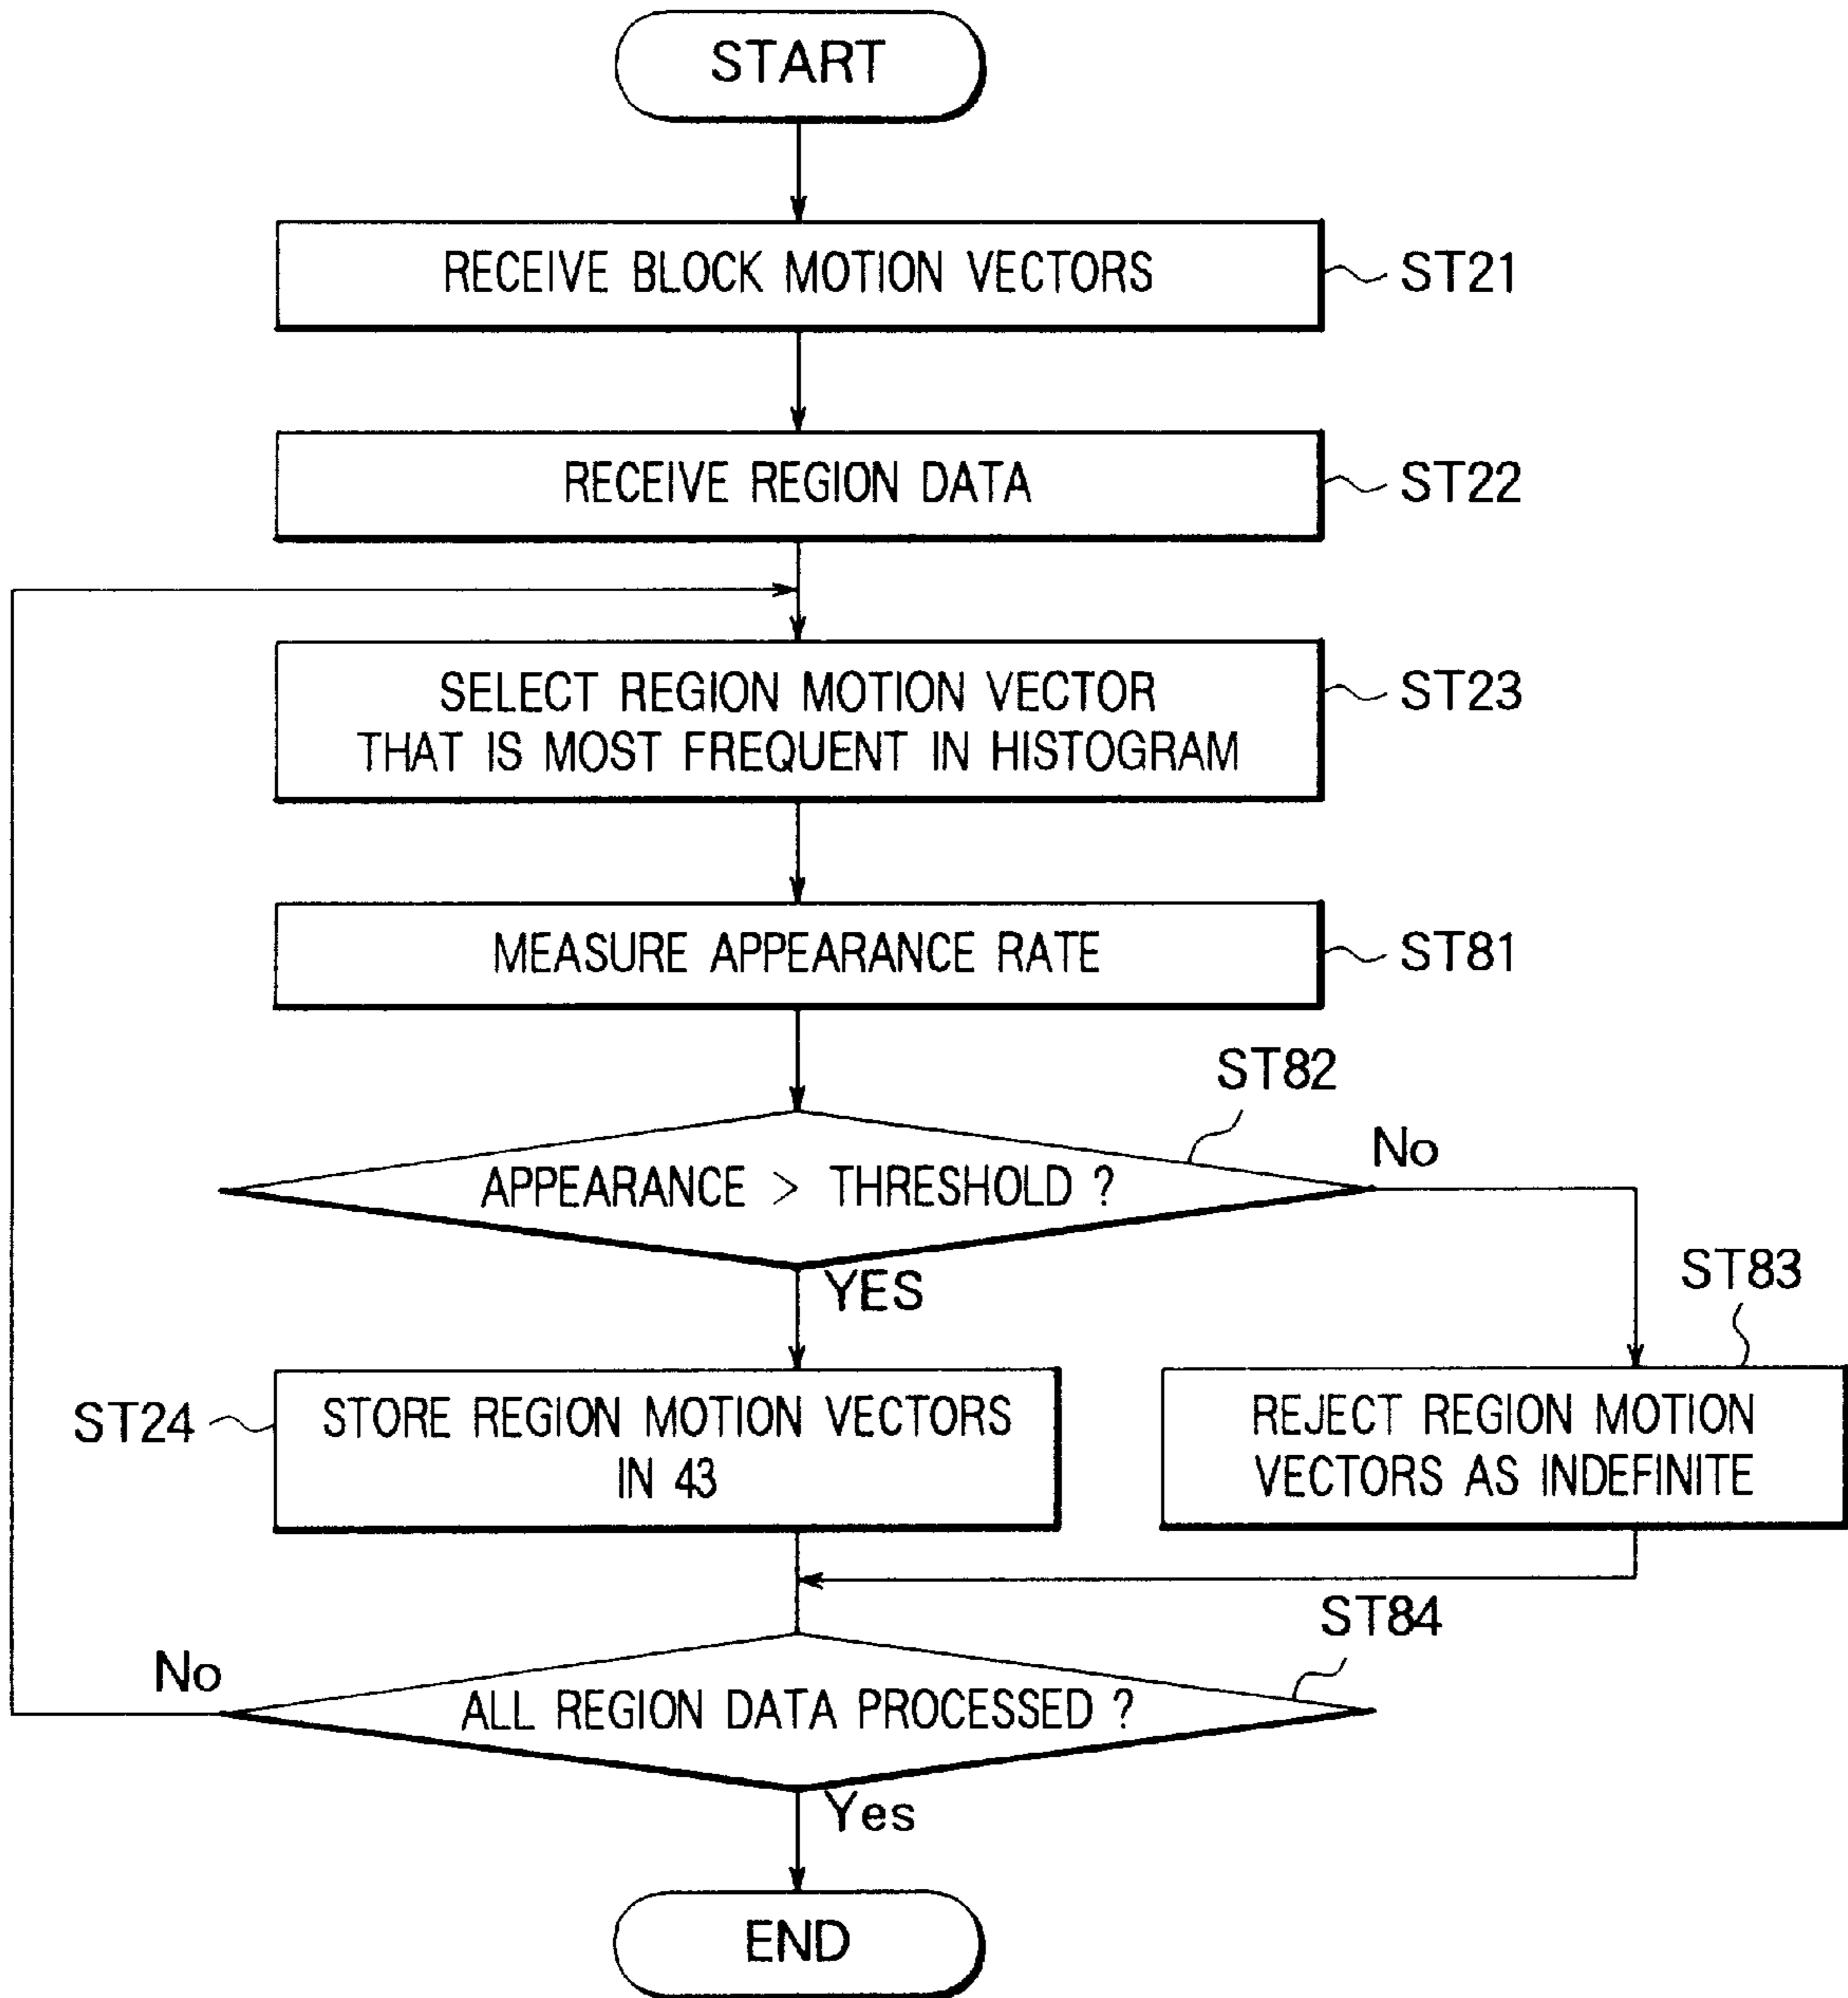 START
RECEIVE BLOCK MOTION VECTORS
ST21
RECEIVE REGION DATA
ST22
SELECT REGION MOTION VECTOR
THAT IS MOST FREQUENT IN HISTOGRAM
ST23
MEASURE APPEARANCE RATE
ST81
ST82
APPEARANCE > THRESHOLD ?
No
YES
ST83
ST24
STORE REGION MOTION VECTORS
IN 43
REJECT REGION MOTION
VECTORS AS INDEFINITE
ST84
No
ALL REGION DATA PROCESSED ?
Yes
END